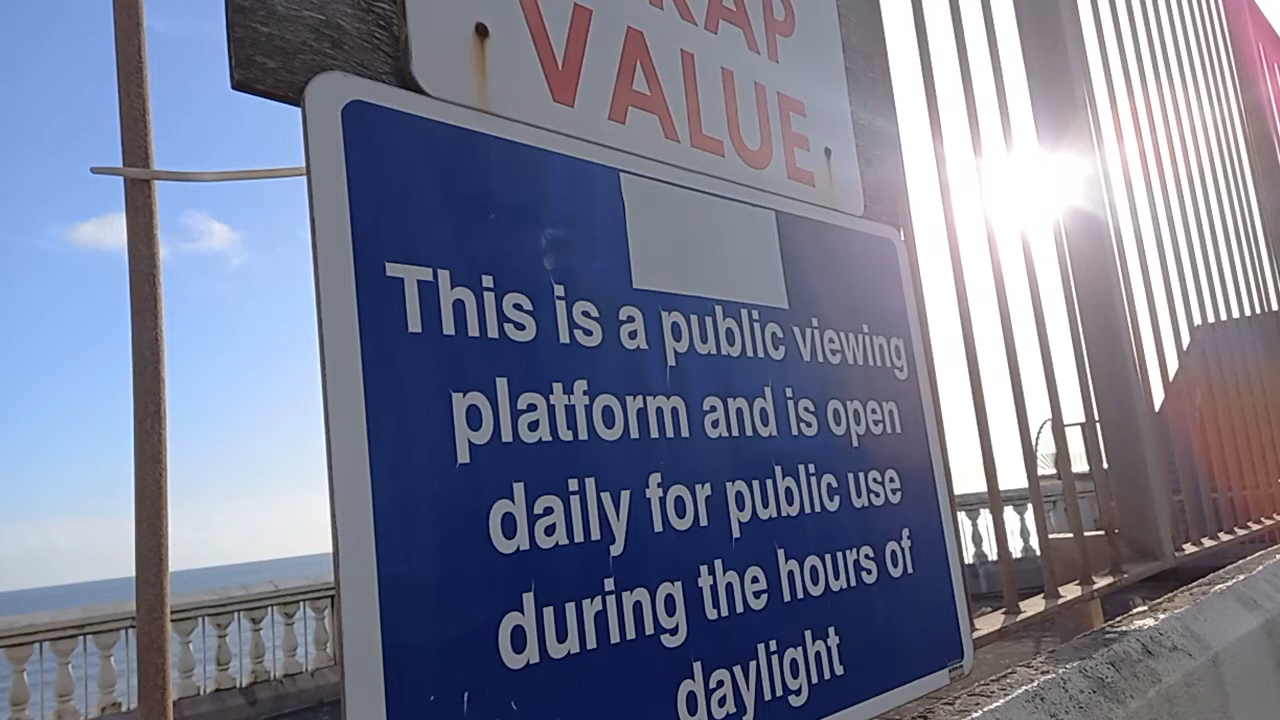 VALUE
This is a public viewing
platform and is open
daily for public use
during the hours of
daylight